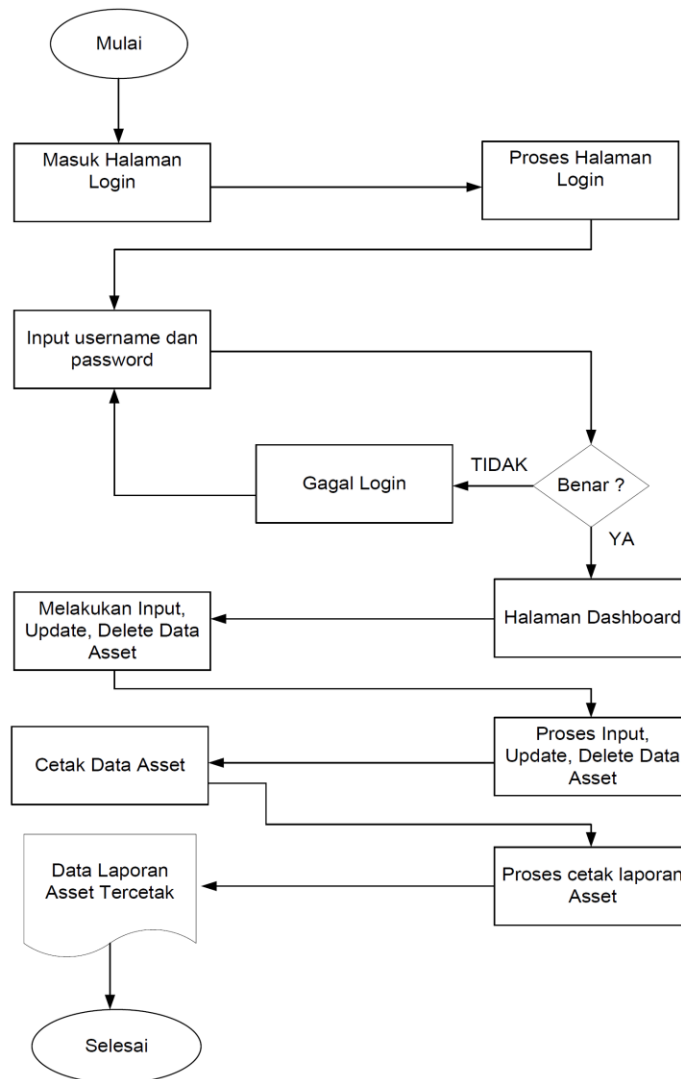 Mulai
Masuk Halaman
Login
Proses Halaman
Login
Input username dan
password
Gagal Login
TIDAK
Benar ?
YA
Halaman Dashboard
Melakukan Input,
Update, Delete Data
Asset
Proses Input,
Update, Delete Data
Asset
Cetak Data Asset
Proses cetak laporan
Asset
Data Laporan
Asset Tercetak
Selesai